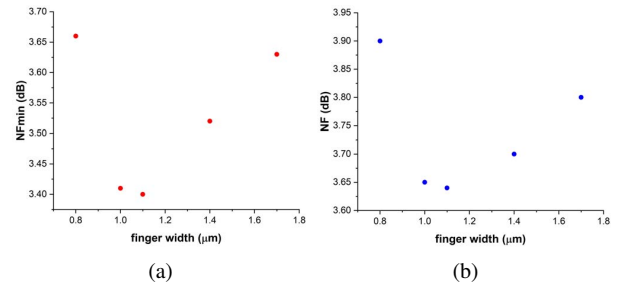 3.70
3.65
3.60
3.55
3.50
3.45
3.40
NFmin (dB)
0.8 1.0 1.2 1.4 1.6 1.8
finger width (μm)
(a)
3.95
3.90
3.85
3.80
3.75
3.70
3.65
3.60
NF (dB)
0.8 1.0 1.2 1.4 1.6 1.8
finger width (μm)
(b)